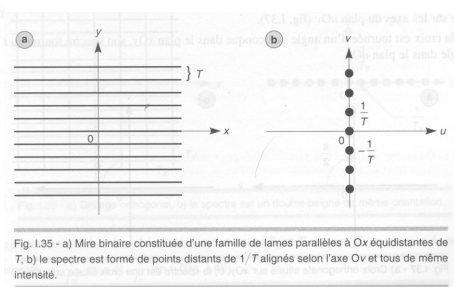 a
y
T
x
0
b
v
1
T
u
0
−1
T
Fig. I.35 - a) Mire binaire constituée d'une famille de lames parallèles à Ox équidistantes de
T, b) le spectre est formé de points distants de 1/T alignés selon l'axe Ov et tous de même
intensité.